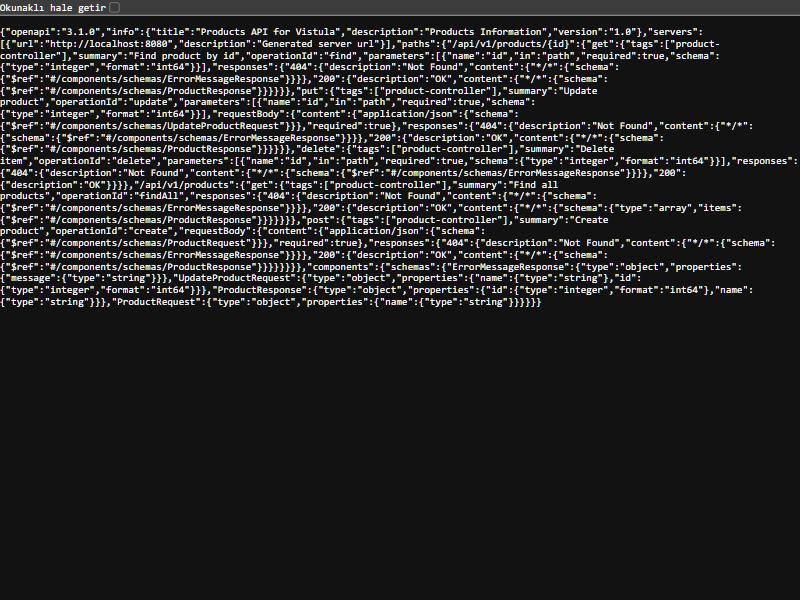 Okunaklı hale getir
{"openapi":"3.1.0","info":{"title":"Products API for Vistula","description":"Products Information","version":"1.0"},"servers":
[{"url":"http://localhost:8080","description":"Generated server url"}],"paths":{"/api/v1/products/{id}":{"get":{"tags":["product-
controller"],"summary":"Find product by id","operationId":"find","parameters":[{"name":"id","in":"path","required":true,"schema":
{"type":"integer","format":"int64"}}],"responses":{"404":{"description":"Not Found","content":{"*/*":{"schema":
{"$ref":"#/components/schemas/ErrorMessageResponse"}}}},"200":{"description":"OK","content":{"*/*":{"schema":
{"$ref":"#/components/schemas/ProductResponse"}}}}}},"put":{"tags":["product-controller"],"summary":"Update
product","operationId":"update","parameters":[{"name":"id","in":"path","required":true,"schema":
{"type":"integer","format":"int64"}}],"requestBody":{"content":{"application/json":{"schema":
{"$ref":"#/components/schemas/UpdateProductRequest"}}},"required":true},"responses":{"404":{"description":"Not Found","content":{"*/*":
{"schema":{"$ref":"#/components/schemas/ErrorMessageResponse"}}}},"200":{"description":"OK","content":{"*/*":{"schema":
{"$ref":"#/components/schemas/ProductResponse"}}}}}},"delete":{"tags":["product-controller"],"summary":"Delete
item","operationId":"delete","parameters":[{"name":"id","in":"path","required":true,"schema":{"type":"integer","format":"int64"}}],"responses":
{"404":{"description":"Not Found","content":{"*/*":{"schema":{"$ref":"#/components/schemas/ErrorMessageResponse"}}}},"200":
{"description":"OK"}}}},"/api/v1/products":{"get":{"tags":["product-controller"],"summary":"Find all
products","operationId":"findAll","responses":{"404":{"description":"Not Found","content":{"*/*":{"schema":
{"$ref":"#/components/schemas/ErrorMessageResponse"}}}},"200":{"description":"OK","content":{"*/*":{"schema":{"type":"array","items":
{"$ref":"#/components/schemas/ProductResponse"}}}}}}},"post":{"tags":["product-controller"],"summary":"Create
product","operationId":"create","requestBody":{"content":{"application/json":{"schema":
{"$ref":"#/components/schemas/ProductRequest"}}},"required":true},"responses":{"404":{"description":"Not Found","content":{"*/*":{"schema":
{"$ref":"#/components/schemas/ErrorMessageResponse"}}}},"200":{"description":"OK","content":{"*/*":{"schema":
{"$ref":"#/components/schemas/ProductResponse"}}}}}}}},"components":{"schemas":{"ErrorMessageResponse":{"type":"object","properties":
{"message":{"type":"string"}}},"UpdateProductRequest":{"type":"object","properties":{"name":{"type":"string"},"id":
{"type":"integer","format":"int64"}}},"ProductResponse":{"type":"object","properties":{"id":{"type":"integer","format":"int64"},"name":
{"type":"string"}}},"ProductRequest":{"type":"object","properties":{"name":{"type":"string"}}}}}}